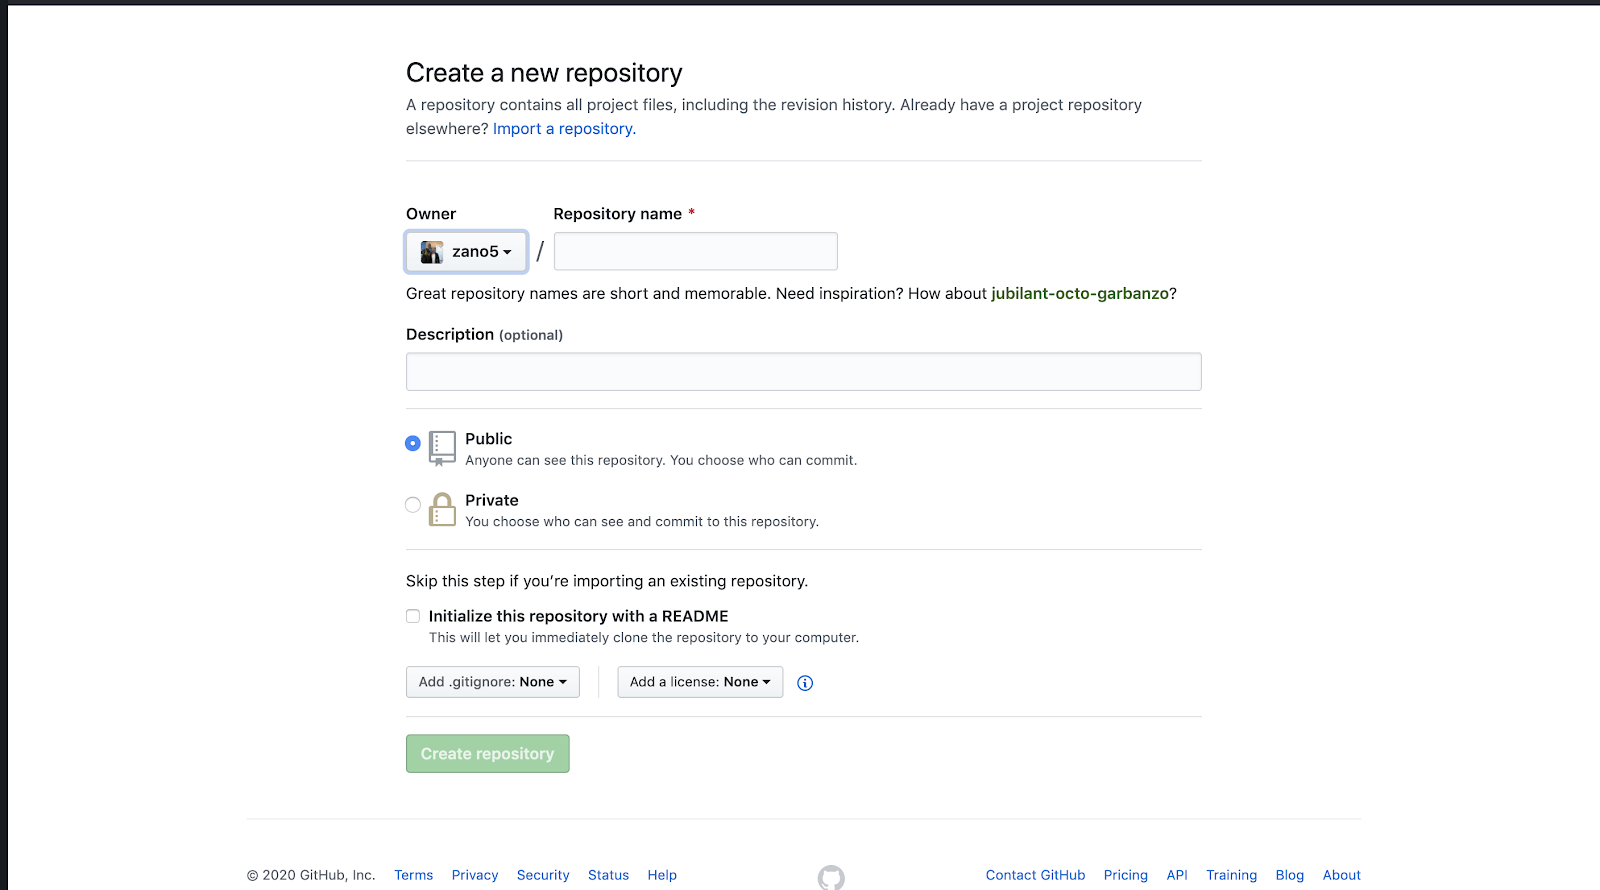 Create a new repository
A repository contains all project files, including the revision history. Already have a project repository
elsewhere? Import a repository.
Owner
Repository name *
zano5
/
Great repository names are short and memorable. Need inspiration? How about jubilant-octo-garbanzo?
Description (optional)
Public
Anyone can see this repository. You choose who can commit.
Private
You choose who can see and commit to this repository.
Skip this step if you’re importing an existing repository.
Initialize this repository with a README
This will let you immediately clone the repository to your computer.
Add .gitignore: None
Add a license: None
Create repository
© 2020 GitHub, Inc. Terms Privacy Security Status Help Contact GitHub Pricing API Training Blog About